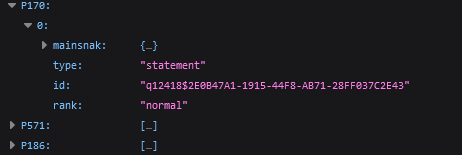 P170:
0:
mainsnak: {…}
type: "statement"
id: "q12418$2E0B47A1-1915-44F8-AB71-28FF037C2E43"
rank: "normal"
P571: […]
P186: […]